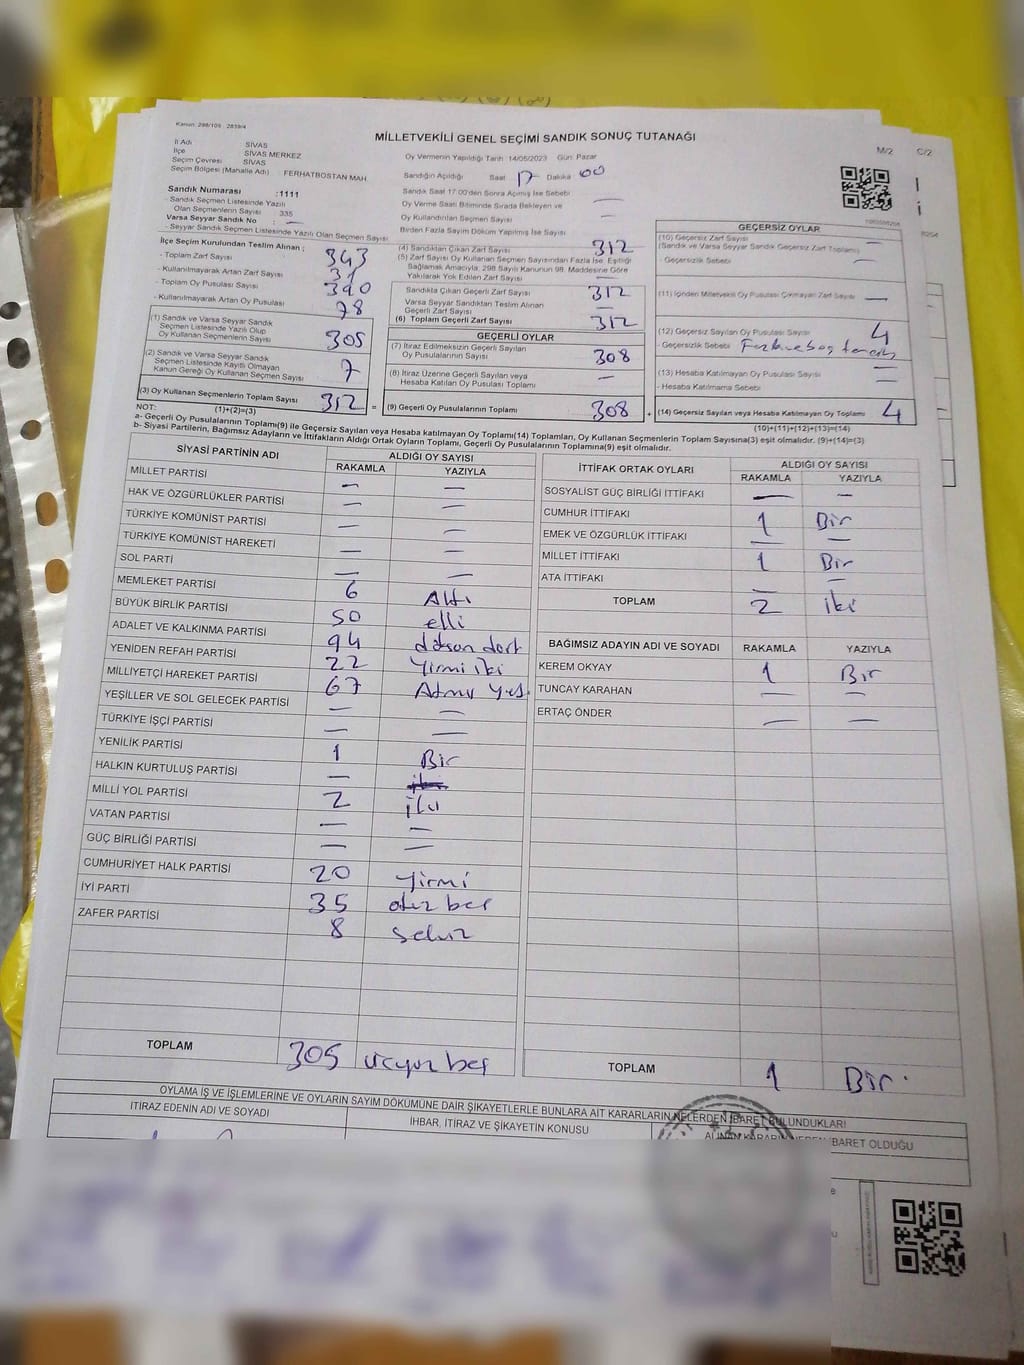 Kanun: 298/105 , 2839/4
MİLLETVEKİLİ GENEL SEÇİMİ SANDIK SONUÇ TUTANAĞI
M/2 C/2
İl Adı SİVAS
İlçe SİVAS MERKEZ
Seçim Çevresi SİVAS
Seçim Bölgesi (Mahalle Adı) FERHATBOSTAN MAH.
Oy Vermenin Yapıldığı Tarih 14/05/2023 Gün: Pazar
Sandığın Açıldığı Saat 17 Dakika 00
Sandık Saat 17:00'den Sonra Açılmış İse Sebebi
Oy Verme Saati Bitiminde Sırada Bekleyen ve
Oy Kullandırılan Seçmen Sayısı —
Birden Fazla Sayım Döküm Yapılmış İse Sayısı
Sandık Numarası :1111
- Sandık Seçmen Listesinde Yazılı
Olan Seçmenlerin Sayısı : 335
Varsa Seyyar Sandık No : —
- Seyyar Sandık Seçmen Listesinde Yazılı Olan Seçmen Sayısı
İlçe Seçim Kurulundan Teslim Alınan ;
- Toplam Zarf Sayısı 343
- Kullanılmayarak Artan Zarf Sayısı 31
- Toplam Oy Pusulası Sayısı 390
- Kullanılmayarak Artan Oy Pusulası 78
(1) Sandık ve Varsa Seyyar Sandık
Seçmen Listesinde Yazılı Olup
Oy Kullanan Seçmenlerin Sayısı 305
(2) Sandık ve Varsa Seyyar Sandık
Seçmen Listesinde Kayıtlı Olmayan
Kanun Gereği Oy Kullanan Seçmen Sayısı 7
(3) Oy Kullanan Seçmenlerin Toplam Sayısı 312 =
(1)+(2)=(3)
(4) Sandıktan Çıkan Zarf Sayısı 312
(5) Zarf Sayısı Oy Kullanan Seçmen Sayısından Fazla İse, Eşitliği
Sağlamak Amacıyla, 298 Sayılı Kanunun 98. Maddesine Göre
Yakılarak Yok Edilen Zarf Sayısı —
Sandıkta Çıkan Geçerli Zarf Sayısı 312
Varsa Seyyar Sandıktan Teslim Alınan
Geçerli Zarf Sayısı —
(6) Toplam Geçerli Zarf Sayısı 312
GEÇERLİ OYLAR
(7) İtiraz Edilmeksizin Geçerli Sayılan
Oy Pusulalarının Sayısı 308
(8) İtiraz Üzerine Geçerli Sayılan veya
Hesaba Katılan Oy Pusulası Toplamı —
(9) Geçerli Oy Pusulalarının Toplamı 308 +
GEÇERSİZ OYLAR
(10) Geçersiz Zarf Sayısı —
(Sandık ve Varsa Seyyar Sandık Geçersiz Zarf Toplamı)
- Geçersizlik Sebebi —
(11) İçinden Milletvekili Oy Pusulası Çıkmayan Zarf Sayısı —
(12) Geçersiz Sayılan Oy Pusulası Sayısı 4
- Geçersizlik Sebebi
(13) Hesaba Katılmayan Oy Pusulası Sayısı —
- Hesaba Katılmama Sebebi —
(14) Geçersiz Sayılan veya Hesaba Katılmayan Oy Toplamı 4
(10)+(11)+(12)+(13)=(14)
NOT:
a- Geçerli Oy Pusulalarının Toplamı(9) ile Geçersiz Sayılan veya Hesaba katılmayan Oy Toplamı(14) Toplamları, Oy Kullanan Seçmenlerin Toplam Sayısına(3) eşit olmalıdır. (9)+(14)=(3)
b- Siyasi Partilerin, Bağımsız Adayların ve İttifakların Aldığı Ortak Oyların Toplamı, Geçerli Oy Pusulalarının Toplamına(9) eşit olmalıdır.
SİYASİ PARTİNİN ADI ALDIĞI OY SAYISI
RAKAMLA YAZIYLA
MİLLET PARTİSİ — —
HAK VE ÖZGÜRLÜKLER PARTİSİ — —
TÜRKİYE KOMÜNİST PARTİSİ — —
TÜRKİYE KOMÜNİST HAREKETİ — —
SOL PARTİ — —
MEMLEKET PARTİSİ 6 Altı
BÜYÜK BİRLİK PARTİSİ 50 elli
ADALET VE KALKINMA PARTİSİ 94 doksan dört
YENİDEN REFAH PARTİSİ 22 Yirmi iki
MİLLİYETÇİ HAREKET PARTİSİ 67 Atmış yedi
YEŞİLLER VE SOL GELECEK PARTİSİ — —
TÜRKİYE İŞÇİ PARTİSİ — —
YENİLİK PARTİSİ 1 Bir
HALKIN KURTULUŞ PARTİSİ —
MİLLİ YOL PARTİSİ 2 iki
VATAN PARTİSİ — —
GÜÇ BİRLİĞİ PARTİSİ — —
CUMHURİYET HALK PARTİSİ 20 Yirmi
İYİ PARTİ 35 otuz beş
ZAFER PARTİSİ 8 Sekiz
TOPLAM 305 üçyüz beş
İTTİFAK ORTAK OYLARI ALDIĞI OY SAYISI
RAKAMLA YAZIYLA
SOSYALİST GÜÇ BİRLİĞİ İTTİFAKI — —
CUMHUR İTTİFAKI 1 Bir
EMEK VE ÖZGÜRLÜK İTTİFAKI — —
MİLLET İTTİFAKI 1 Bir
ATA İTTİFAKI — —
TOPLAM 2 iki
BAĞIMSIZ ADAYIN ADI VE SOYADI RAKAMLA YAZIYLA
KEREM OKYAY 1 Bir
TUNCAY KARAHAN — —
ERTAÇ ÖNDER — —
TOPLAM 1 Bir
OYLAMA İŞ VE İŞLEMLERİNE VE OYLARIN SAYIM DÖKÜMÜNE DAİR ŞİKAYETLERLE BUNLARA AİT KARARLARIN NELERDEN İBARET BULUNDUKLARI
İTİRAZ EDENİN ADI VE SOYADI İHBAR, İTİRAZ VE ŞİKAYETİN KONUSU ALINAN KARARIN NEDEN İBARET OLDUĞU